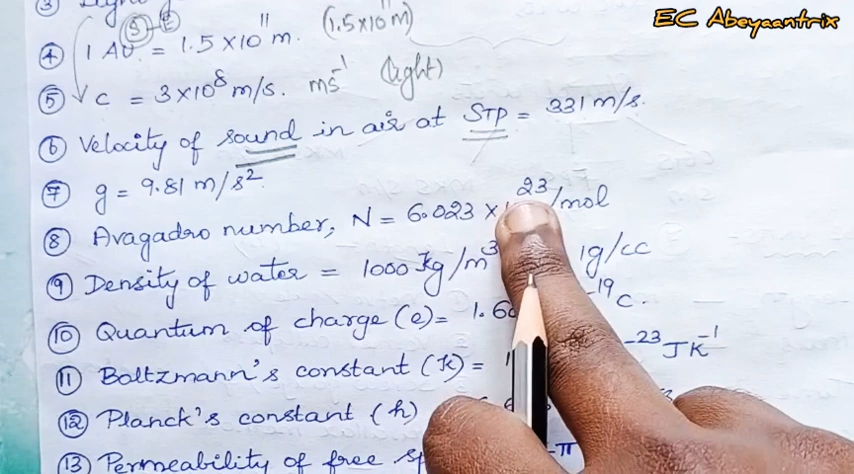 EC Abeyaantrix
③
④ 1 AU = 1.5 × 10¹¹ m. (1.5×10¹¹ m)
⑤ c = 3×10⁸ m/s. ms⁻¹ (light)
⑥ Velocity of sound in air at STP = 331 m/s.
⑦ g = 9.81 m/s².
⑧ Avagadro number, N = 6.023 × 23/mol
⑨ Density of water = 1000 Kg/m³ 1g/cc
⑩ Quantum of charge (e) = 1.6 ⁻¹⁹ C.
⑪ Boltzmann's constant (K) = ⁻²³ JK⁻¹
⑫ Planck's constant (h)
⑬ Permeability of free